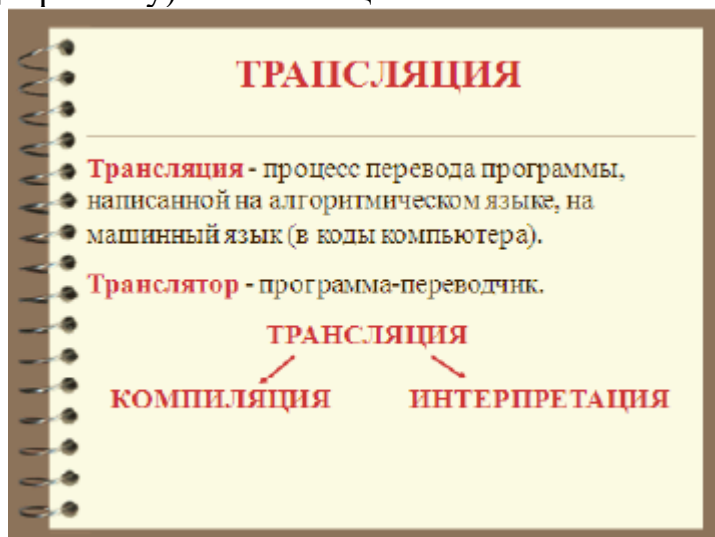 ТРАПСЛЯЦИЯ
Трансляция - процесс перевода программы,
написанной на алгоритмическом языке, на
машинный язык (в коды компьютера).
Транслятор - программа-переводчик.
ТРАНСЛЯЦИЯ
КОМПИЛЯЦИЯ ИНТЕРПРЕТАЦИЯ